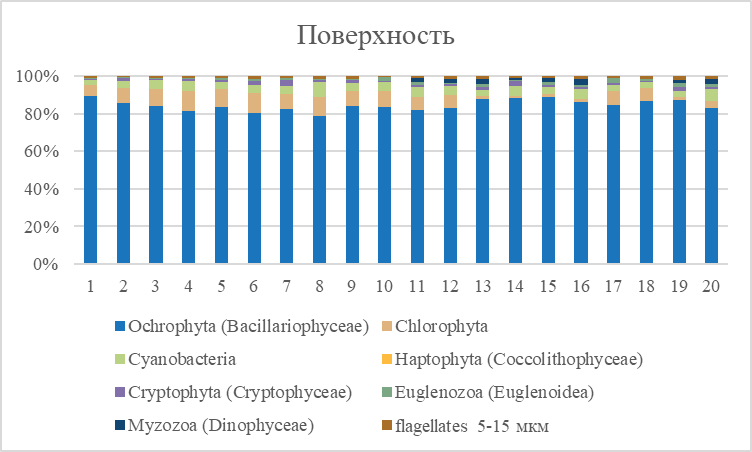 Поверхность
100%
80%
60%
40%
20%
0%
1 2 3 4 5 6 7 8 9 10 11 12 13 14 15 16 17 18 19 20
Ochrophyta (Bacillariophyceae) Chlorophyta
Cyanobacteria Haptophyta (Coccolithophyceae)
Cryptophyta (Cryptophyceae) Euglenozoa (Euglenoidea)
Myzozoa (Dinophyceae) flagellates 5-15 мкм